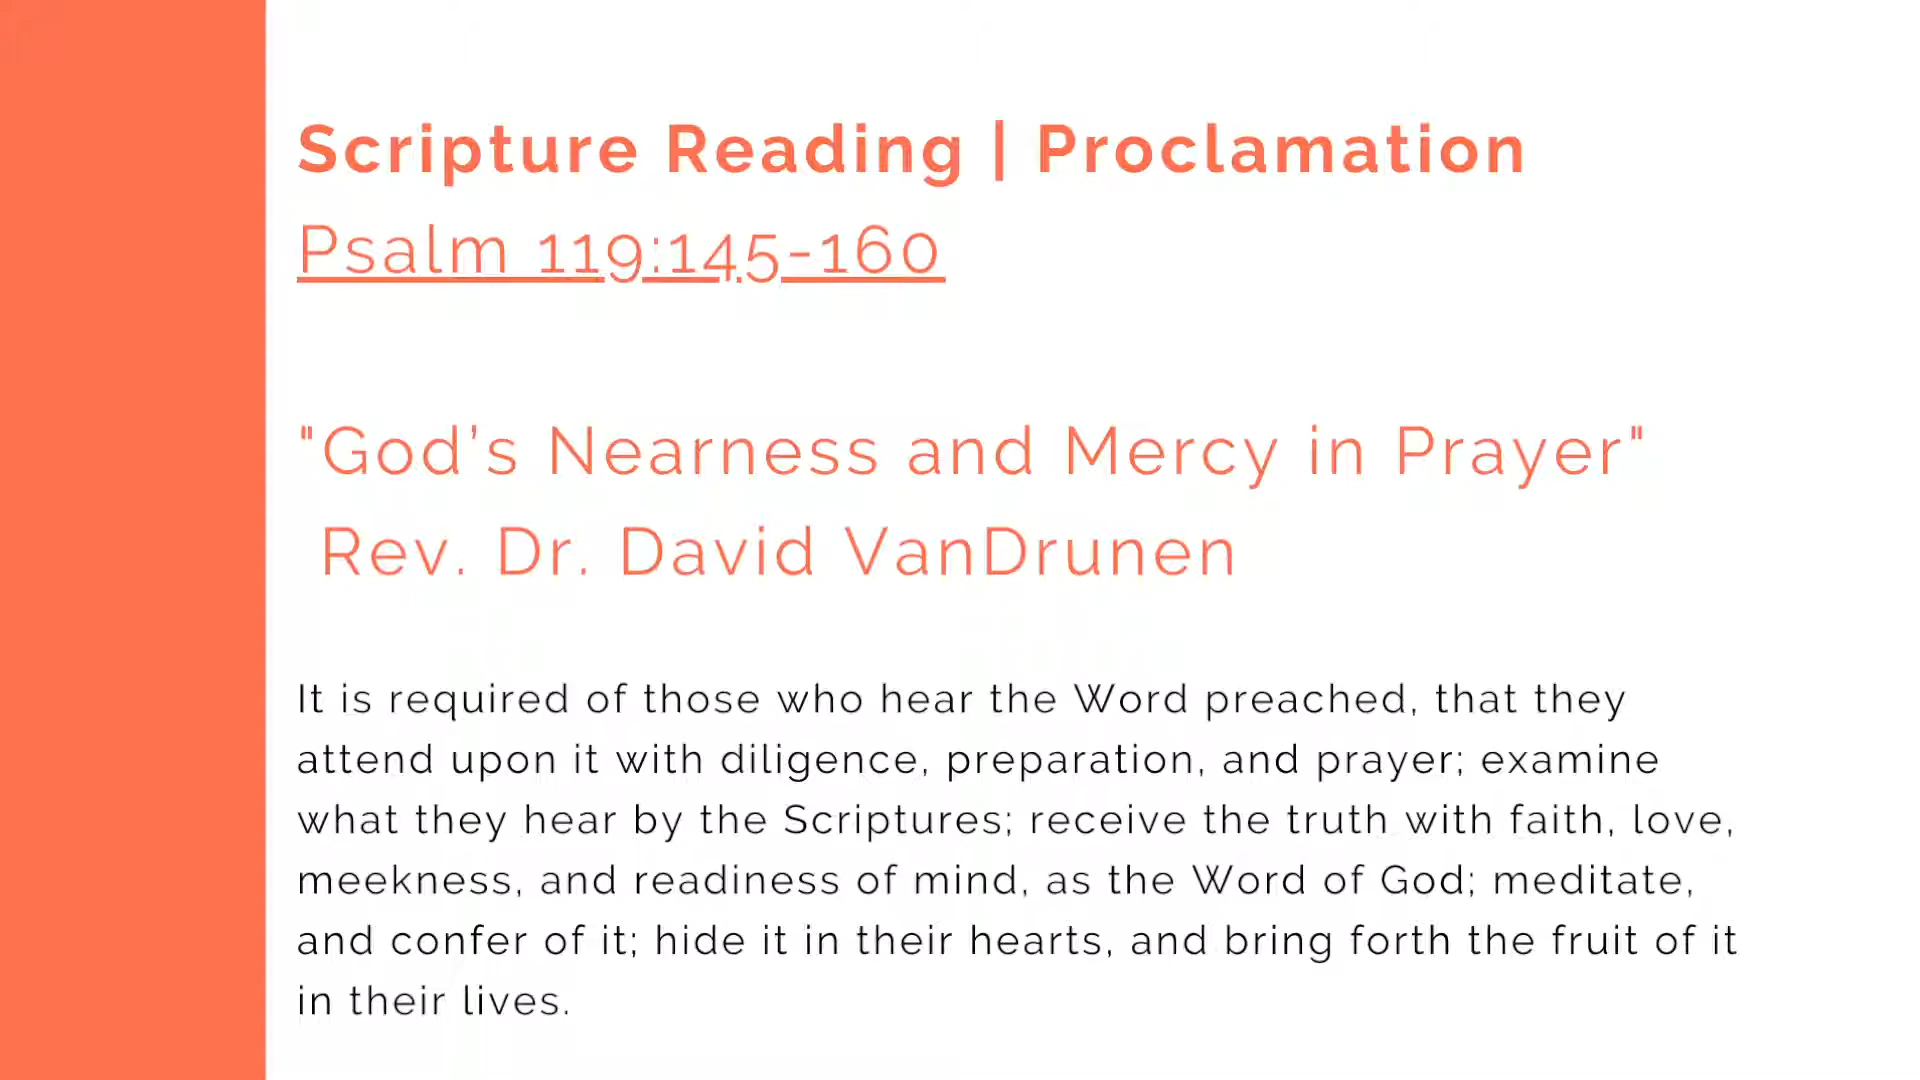 Scripture Reading | Proclamation
Psalm 119:145-160
"God’s Nearness and Mercy in Prayer"
Rev. Dr. David VanDrunen
It is required of those who hear the Word preached, that they
attend upon it with diligence, preparation, and prayer; examine
what they hear by the Scriptures; receive the truth with faith, love,
meekness, and readiness of mind, as the Word of God; meditate,
and confer of it; hide it in their hearts, and bring forth the fruit of it
in their lives.